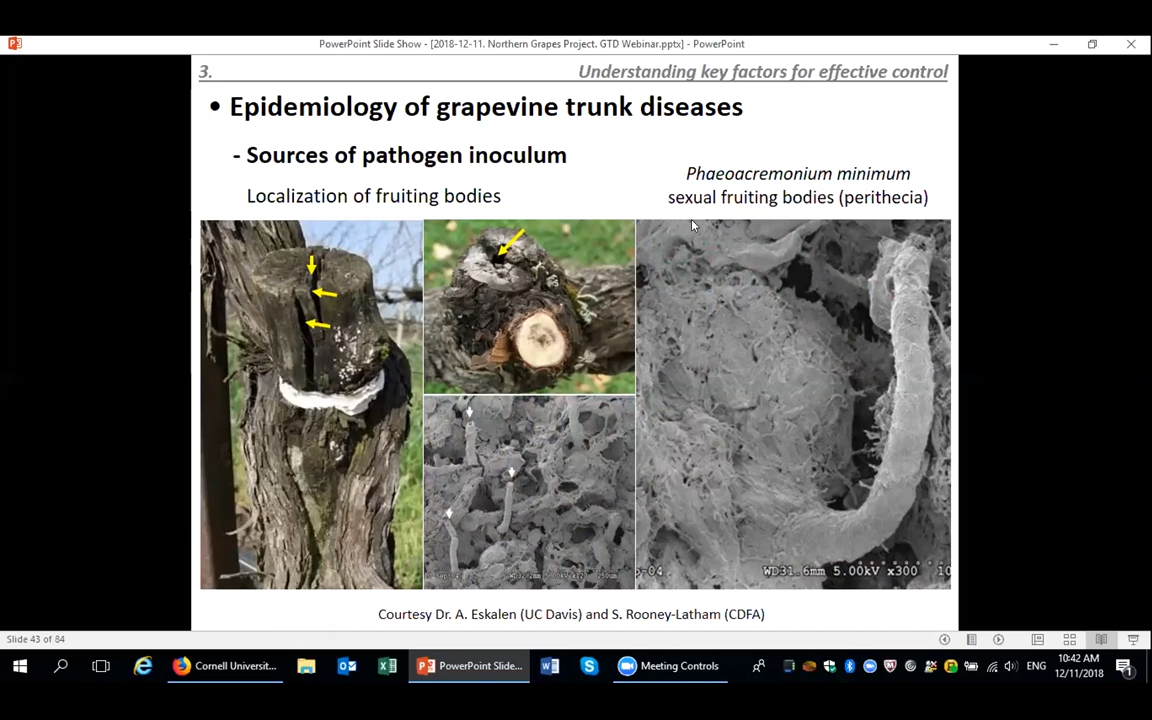 PowerPoint Slide Show - [2018-12-11. Northern Grapes Project. GTD Webinar.pptx] - PowerPoint
3.
Understanding key factors for effective control
• Epidemiology of grapevine trunk diseases
- Sources of pathogen inoculum
Localization of fruiting bodies
Phaeoacremonium minimum
sexual fruiting bodies (perithecia)
WD31.6mm 5.00kV x300
Courtesy Dr. A. Eskalen (UC Davis) and S. Rooney-Latham (CDFA)
Slide 43 of 84
Cornell Universit...
PowerPoint Slide...
Meeting Controls
ENG
10:42 AM
12/11/2018